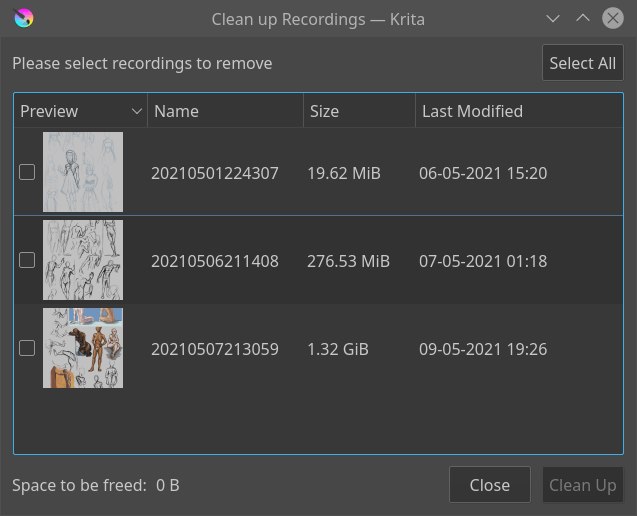 Clean up Recordings — Krita
Please select recordings to remove
Select All
Preview Name Size Last Modified
20210501224307 19.62 MiB 06-05-2021 15:20
20210506211408 276.53 MiB 07-05-2021 01:18
20210507213059 1.32 GiB 09-05-2021 19:26
Space to be freed: 0 B
Close
Clean Up